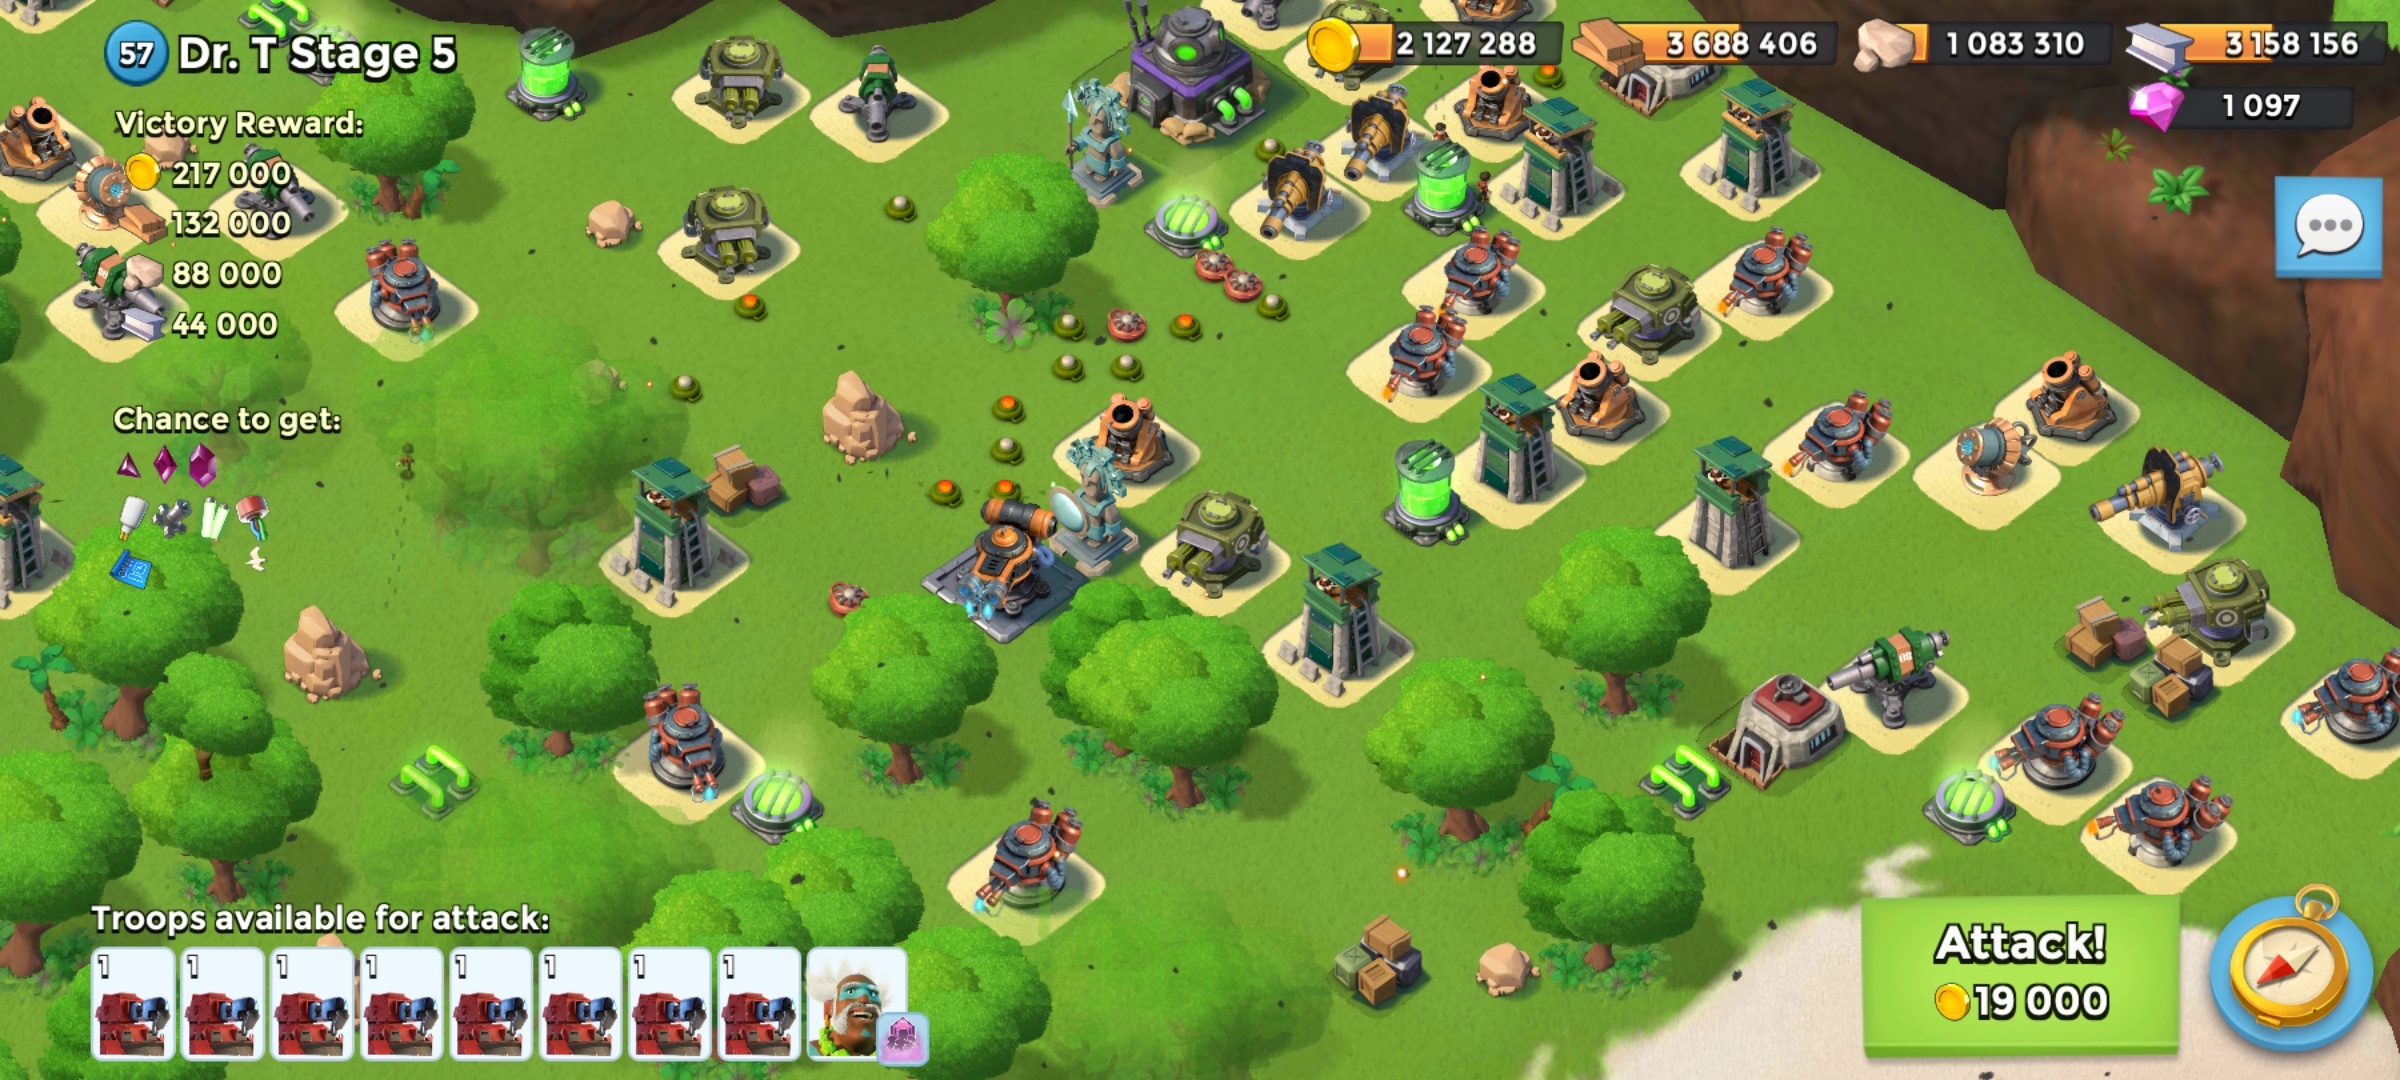 57 Dr. T Stage 5
2 127 288
3 688 406
1 083 310
3 158 156
1 097
Victory Reward:
217 000
132 000
88 000
44 000
Chance to get:
Troops available for attack:
1 1 1 1 1 1 1 1
Attack!
19 000